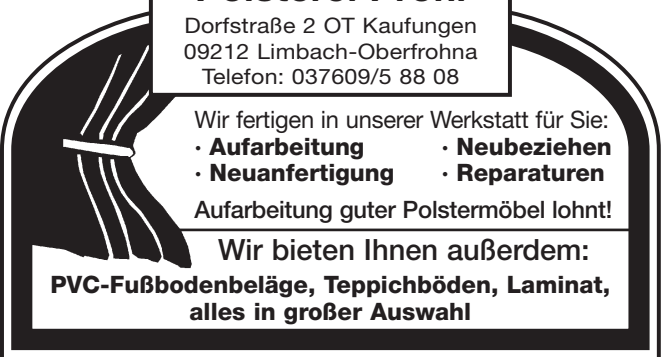 Dorfstraße 2 OT Kaufungen
09212 Limbach-Oberfrohna
Telefon: 037609/5 88 08
Wir fertigen in unserer Werkstatt für Sie:
· Aufarbeitung · Neubeziehen
· Neuanfertigung · Reparaturen
Aufarbeitung guter Polstermöbel lohnt!
Wir bieten Ihnen außerdem:
PVC-Fußbodenbeläge, Teppichböden, Laminat,
alles in großer Auswahl